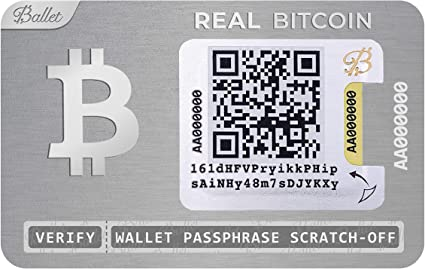 Ballet
REAL BITCOIN
AA000000
AA000000
AA000000
161dHFVPryikkPHip
sAiNHy48m7sDJYKXy
VERIFY
WALLET PASSPHRASE SCRATCH-OFF